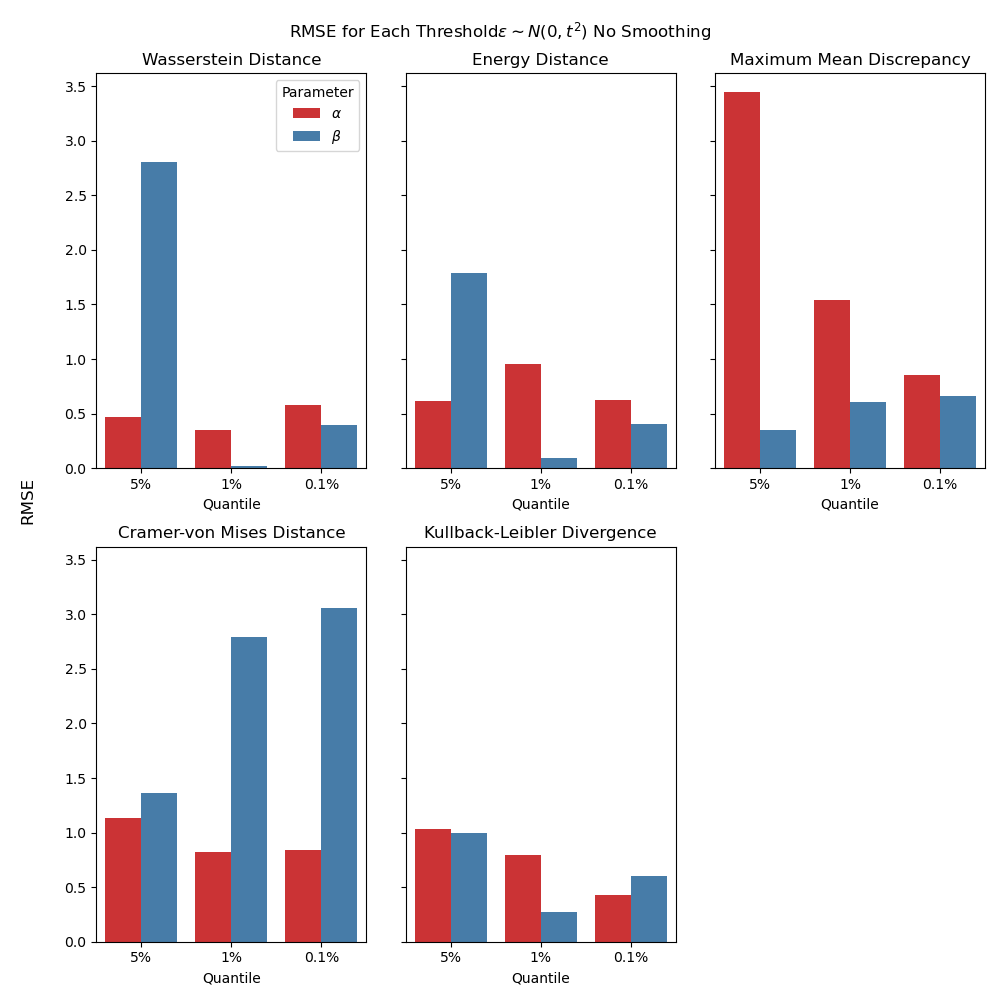 RMSE for Each Thresholdε ∼ N(0, t²) No Smoothing
Wasserstein Distance
Energy Distance
Maximum Mean Discrepancy
3.5
3.0
2.5
2.0
1.5
1.0
0.5
0.0
Parameter
α
β
5% 1% 0.1%
Quantile
5% 1% 0.1%
Quantile
5% 1% 0.1%
Quantile
RMSE
Cramer-von Mises Distance
Kullback-Leibler Divergence
3.5
3.0
2.5
2.0
1.5
1.0
0.5
0.0
5% 1% 0.1%
Quantile
5% 1% 0.1%
Quantile